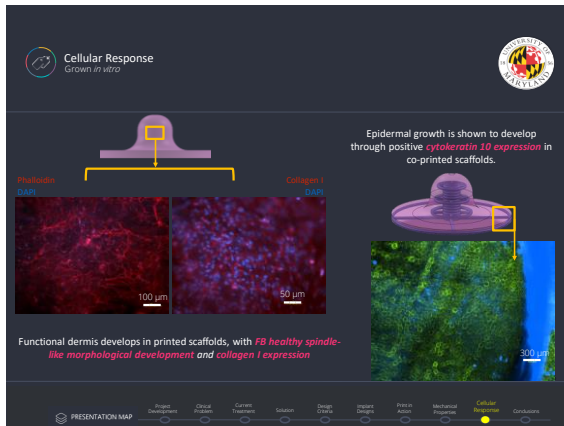 Cellular Response
Grown in vitro
UNIVERSITY OF
18 56
MARYLAND
Epidermal growth is shown to develop
through positive cytokeratin 10 expression in
co-printed scaffolds.
Phalloidin
DAPI
Collagen I
DAPI
100 µm
50 µm
300 µm
Functional dermis develops in printed scaffolds, with FB healthy spindle-
like morphological development and collagen I expression
PRESENTATION MAP
Project
Development
Clinical
Problem
Current
Treatment
Solution
Design
Criteria
Implant
Designs
Print in
Action
Mechanical
Properties
Cellular
Response
Conclusions